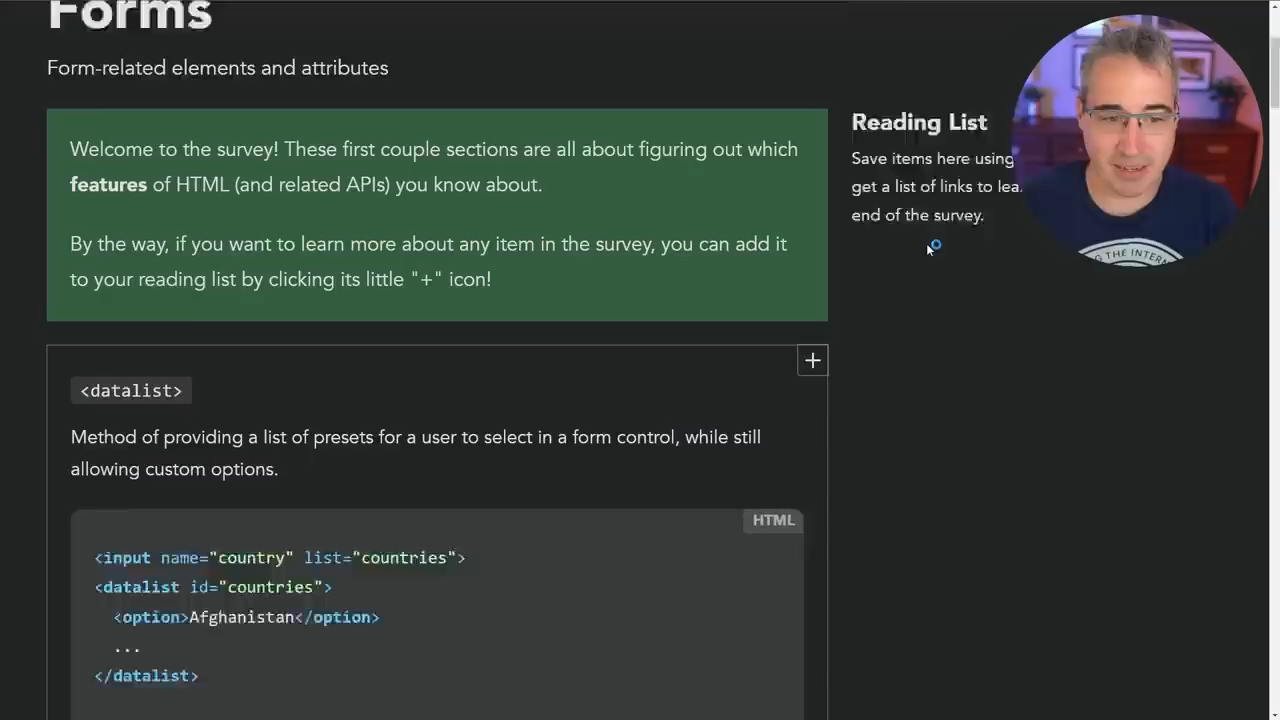 Forms
Form-related elements and attributes
Welcome to the survey! These first couple sections are all about figuring out which
features of HTML (and related APIs) you know about.
By the way, if you want to learn more about any item in the survey, you can add it
to your reading list by clicking its little "+" icon!
Reading List
Save items here using
get a list of links to
end of the survey.
THE INTER
+
<datalist>
Method of providing a list of presets for a user to select in a form control, while still
allowing custom options.
HTML
<input name="country" list="countries">
<datalist id="countries">
<option>Afghanistan</option>
...
</datalist>